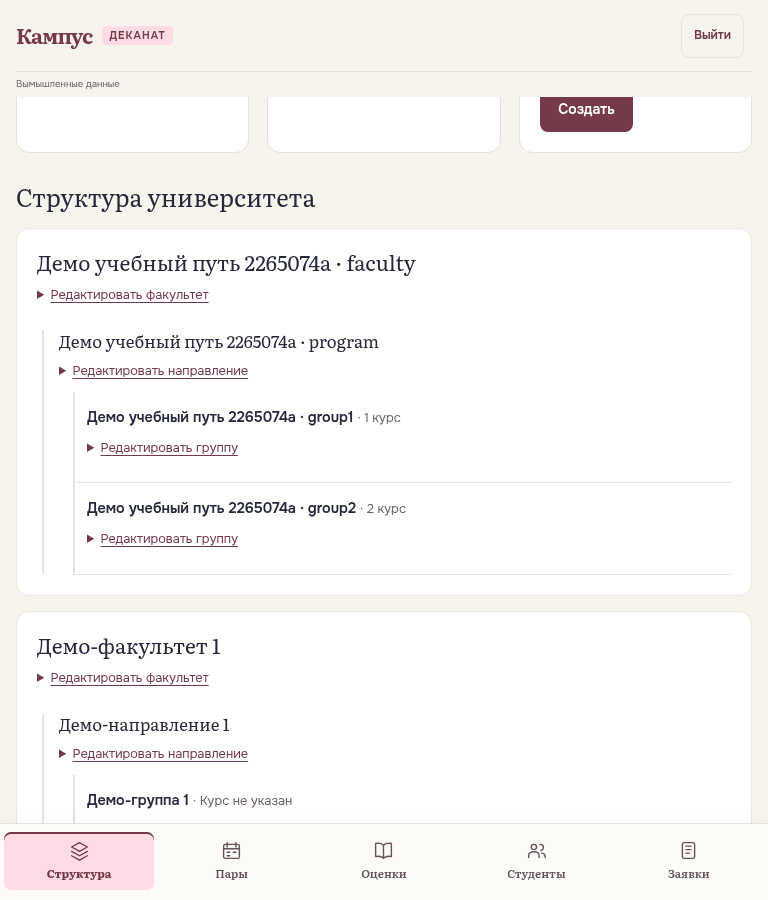 Кампус ДЕКАНАТ Выйти
Вымышленные данные
Создать
Структура университета
Демо учебный путь 2265074a · faculty
Редактировать факультет
Демо учебный путь 2265074a · program
Редактировать направление
Демо учебный путь 2265074a · group1 · 1 курс
Редактировать группу
Демо учебный путь 2265074a · group2 · 2 курс
Редактировать группу
Демо-факультет 1
Редактировать факультет
Демо-направление 1
Редактировать направление
Демо-группа 1 · Курс не указан
Структура Пары Оценки Студенты Заявки